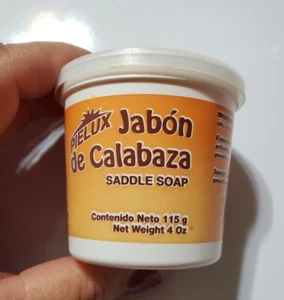 PIELUX Jabón
de Calabaza
SADDLE SOAP
Contenido Neto 115 g
Net Weight 4 Oz